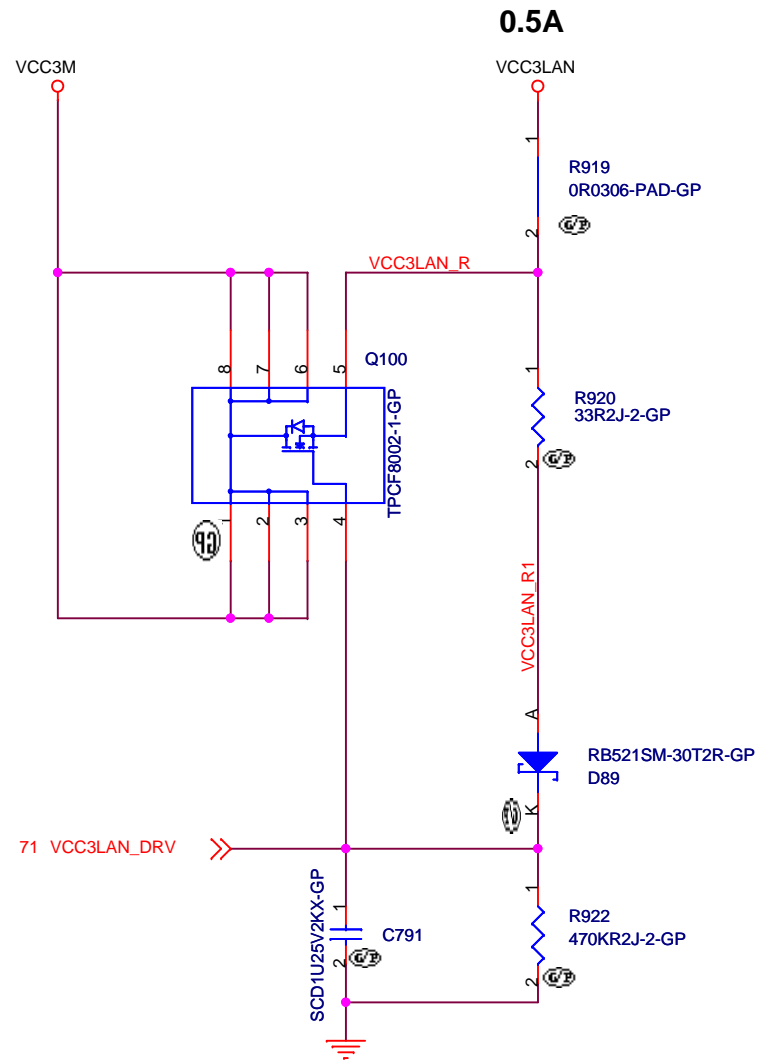 0.5A
VCC3M
VCC3LAN
1
R919
0R0306-PAD-GP
2
G/P
VCC3LAN_R
8
7
6
5
Q100
TPCF8002-1-GP
1
2
3
4
GP
1
R920
33R2J-2-GP
2
G/P
VCC3LAN_R1
A
RB521SM-30T2R-GP
D89
K
71 VCC3LAN_DRV
SCD1U25V2KX-GP
1
C791
2
G/P
1
R922
470KR2J-2-GP
2
G/P